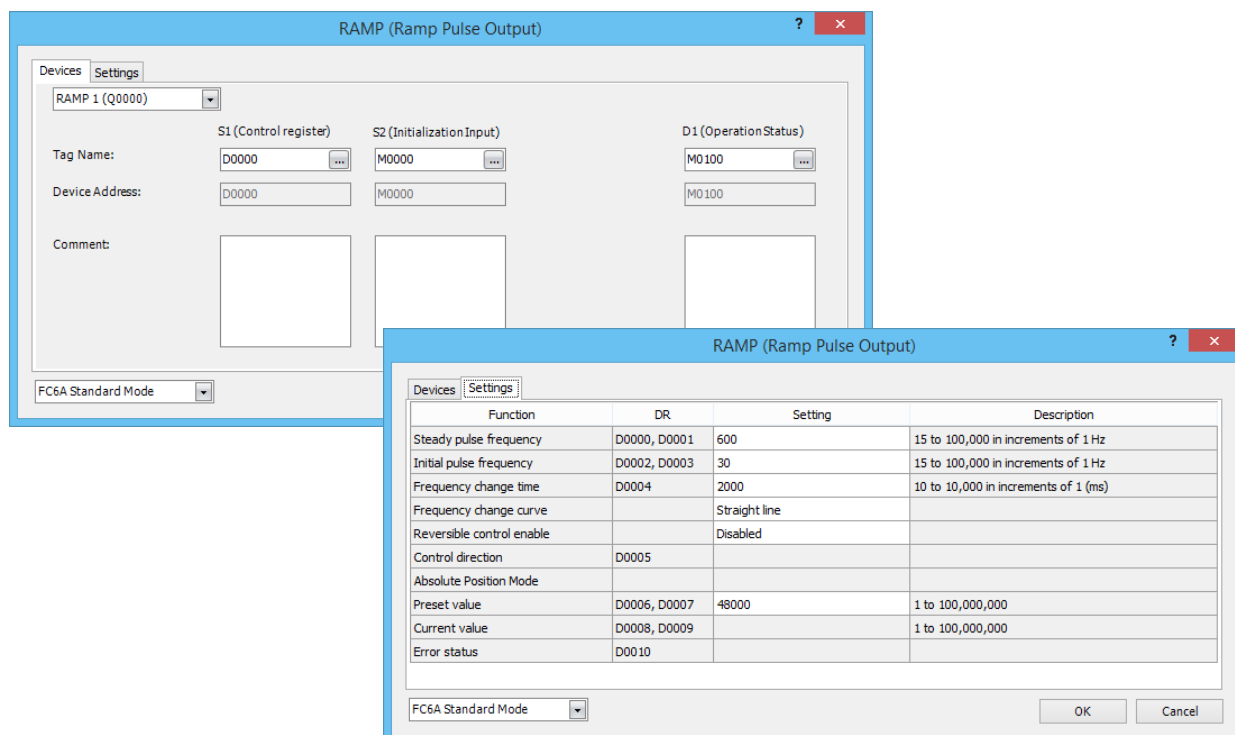 RAMP (Ramp Pulse Output) ?
Devices Settings
RAMP 1 (Q0000)
S1 (Control register) S2 (Initialization Input) D1 (Operation Status)
Tag Name: D0000 ... M0000 ... M0100 ...
Device Address: D0000 M0000 M0100
Comment:
FC6A Standard Mode
RAMP (Ramp Pulse Output) ?
Devices Settings
Function DR Setting Description
Steady pulse frequency D0000, D0001 600 15 to 100,000 in increments of 1 Hz
Initial pulse frequency D0002, D0003 30 15 to 100,000 in increments of 1 Hz
Frequency change time D0004 2000 10 to 10,000 in increments of 1 (ms)
Frequency change curve Straight line
Reversible control enable Disabled
Control direction D0005
Absolute Position Mode
Preset value D0006, D0007 48000 1 to 100,000,000
Current value D0008, D0009 1 to 100,000,000
Error status D0010
FC6A Standard Mode OK Cancel